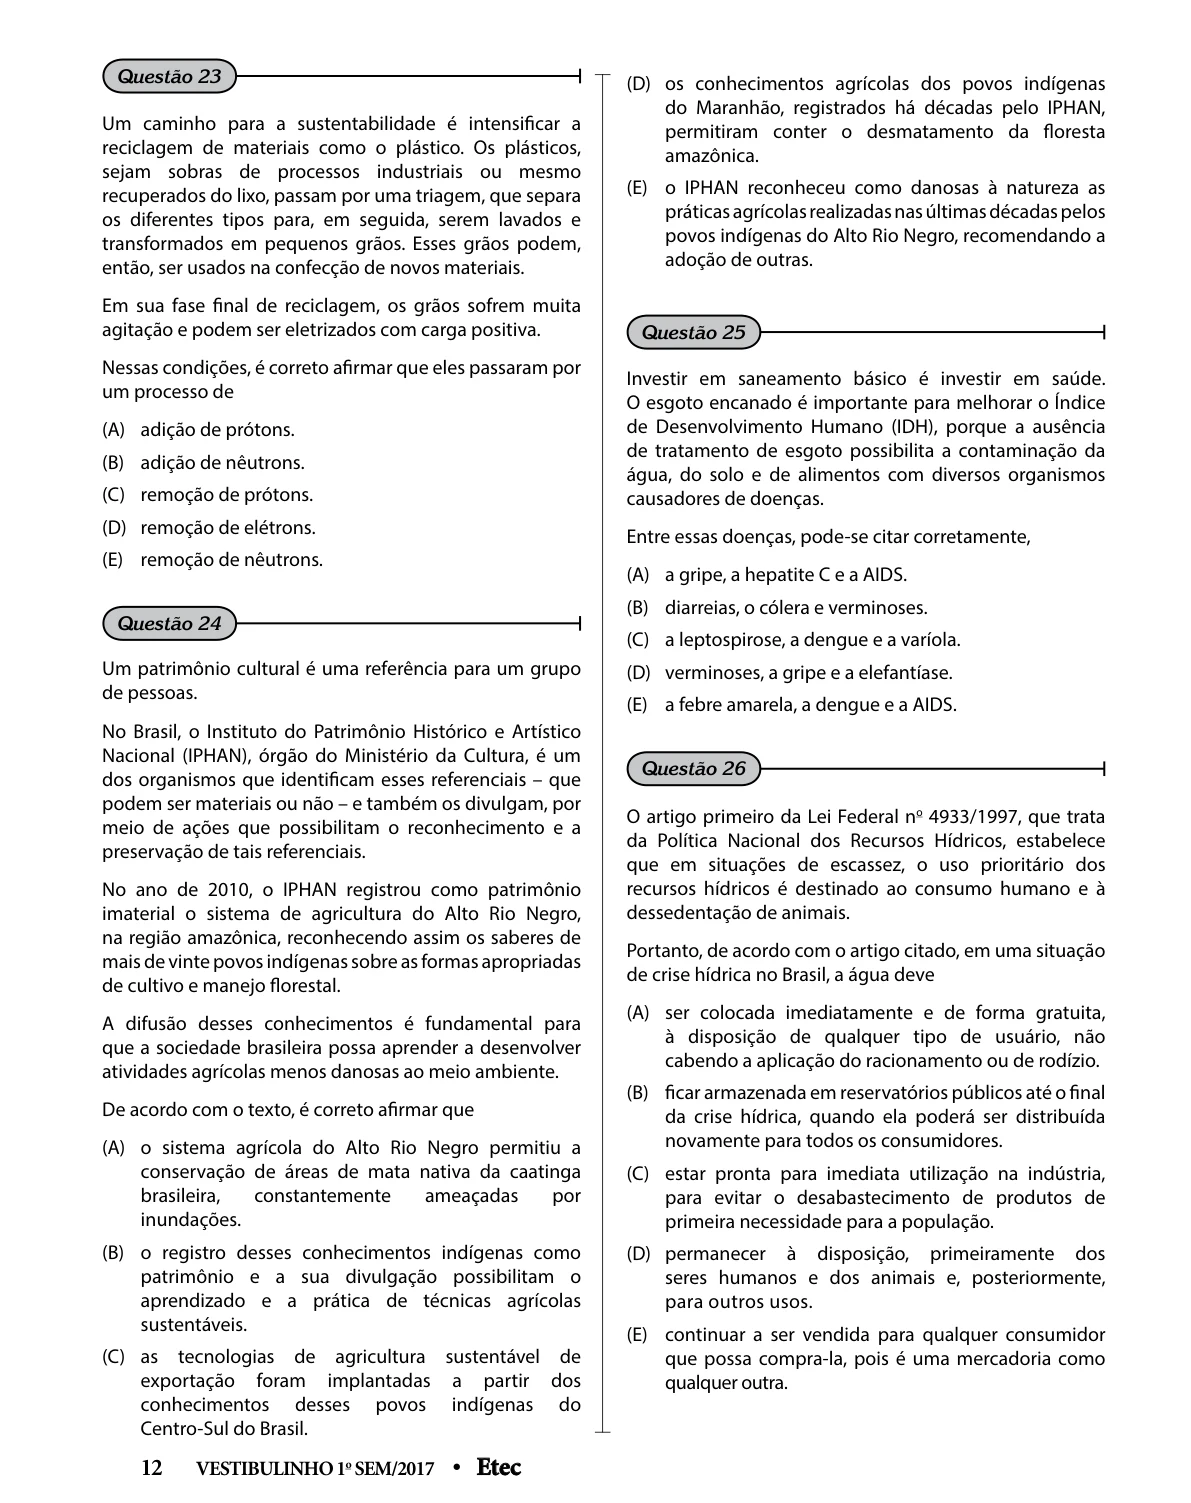 Questão 23
Um caminho para a sustentabilidade é intensificar a
reciclagem de materiais como o plástico. Os plásticos,
sejam sobras de processos industriais ou mesmo
recuperados do lixo, passam por uma triagem, que separa
os diferentes tipos para, em seguida, serem lavados e
transformados em pequenos grãos. Esses grãos podem,
então, ser usados na confecção de novos materiais.
Em sua fase final de reciclagem, os grãos sofrem muita
agitação e podem ser eletrizados com carga positiva.
Nessas condições, é correto afirmar que eles passaram por
um processo de
(A) adição de prótons.
(B) adição de nêutrons.
(C) remoção de prótons.
(D) remoção de elétrons.
(E) remoção de nêutrons.
Questão 24
Um patrimônio cultural é uma referência para um grupo
de pessoas.
No Brasil, o Instituto do Patrimônio Histórico e Artístico
Nacional (IPHAN), órgão do Ministério da Cultura, é um
dos organismos que identificam esses referenciais – que
podem ser materiais ou não – e também os divulgam, por
meio de ações que possibilitam o reconhecimento e a
preservação de tais referenciais.
No ano de 2010, o IPHAN registrou como patrimônio
imaterial o sistema de agricultura do Alto Rio Negro,
na região amazônica, reconhecendo assim os saberes de
mais de vinte povos indígenas sobre as formas apropriadas
de cultivo e manejo florestal.
A difusão desses conhecimentos é fundamental para
que a sociedade brasileira possa aprender a desenvolver
atividades agrícolas menos danosas ao meio ambiente.
De acordo com o texto, é correto afirmar que
(A) o sistema agrícola do Alto Rio Negro permitiu a
conservação de áreas de mata nativa da caatinga
brasileira, constantemente ameaçadas por
inundações.
(B) o registro desses conhecimentos indígenas como
patrimônio e a sua divulgação possibilitam o
aprendizado e a prática de técnicas agrícolas
sustentáveis.
(C) as tecnologias de agricultura sustentável de
exportação foram implantadas a partir dos
conhecimentos desses povos indígenas do
Centro-Sul do Brasil.
(D) os conhecimentos agrícolas dos povos indígenas
do Maranhão, registrados há décadas pelo IPHAN,
permitiram conter o desmatamento da floresta
amazônica.
(E) o IPHAN reconheceu como danosas à natureza as
práticas agrícolas realizadas nas últimas décadas pelos
povos indígenas do Alto Rio Negro, recomendando a
adoção de outras.
Questão 25
Investir em saneamento básico é investir em saúde.
O esgoto encanado é importante para melhorar o Índice
de Desenvolvimento Humano (IDH), porque a ausência
de tratamento de esgoto possibilita a contaminação da
água, do solo e de alimentos com diversos organismos
causadores de doenças.
Entre essas doenças, pode-se citar corretamente,
(A) a gripe, a hepatite C e a AIDS.
(B) diarreias, o cólera e verminoses.
(C) a leptospirose, a dengue e a varíola.
(D) verminoses, a gripe e a elefantíase.
(E) a febre amarela, a dengue e a AIDS.
Questão 26
O artigo primeiro da Lei Federal nº 4933/1997, que trata
da Política Nacional dos Recursos Hídricos, estabelece
que em situações de escassez, o uso prioritário dos
recursos hídricos é destinado ao consumo humano e à
dessedentação de animais.
Portanto, de acordo com o artigo citado, em uma situação
de crise hídrica no Brasil, a água deve
(A) ser colocada imediatamente e de forma gratuita,
à disposição de qualquer tipo de usuário, não
cabendo a aplicação do racionamento ou de rodízio.
(B) ficar armazenada em reservatórios públicos até o final
da crise hídrica, quando ela poderá ser distribuída
novamente para todos os consumidores.
(C) estar pronta para imediata utilização na indústria,
para evitar o desabastecimento de produtos de
primeira necessidade para a população.
(D) permanecer à disposição, primeiramente dos
seres humanos e dos animais e, posteriormente,
para outros usos.
(E) continuar a ser vendida para qualquer consumidor
que possa compra-la, pois é uma mercadoria como
qualquer outra.
12 VESTIBULINHO 1º SEM/2017 • Etec